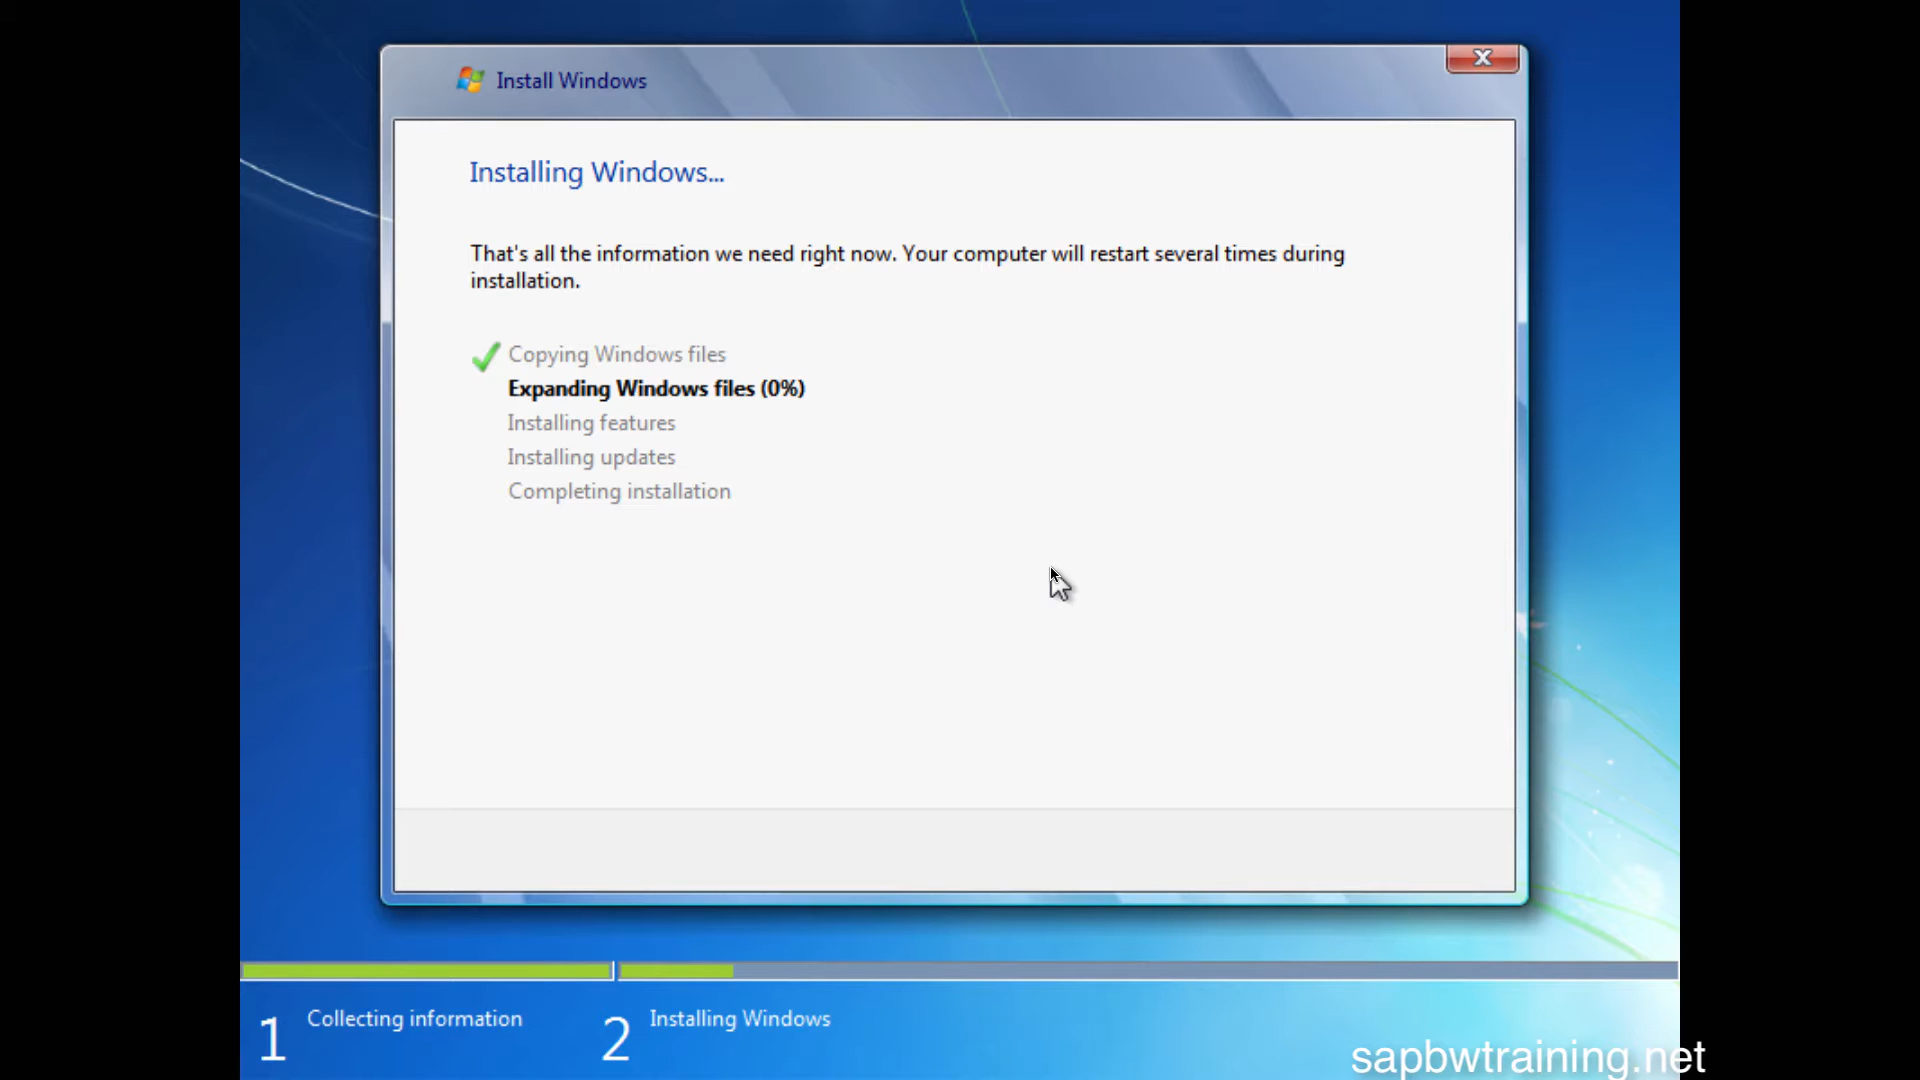 Install Windows
Installing Windows...
That's all the information we need right now. Your computer will restart several times during
installation.
Copying Windows files
Expanding Windows files (0%)
Installing features
Installing updates
Completing installation
1 Collecting information
2 Installing Windows
sapbwtraining.net